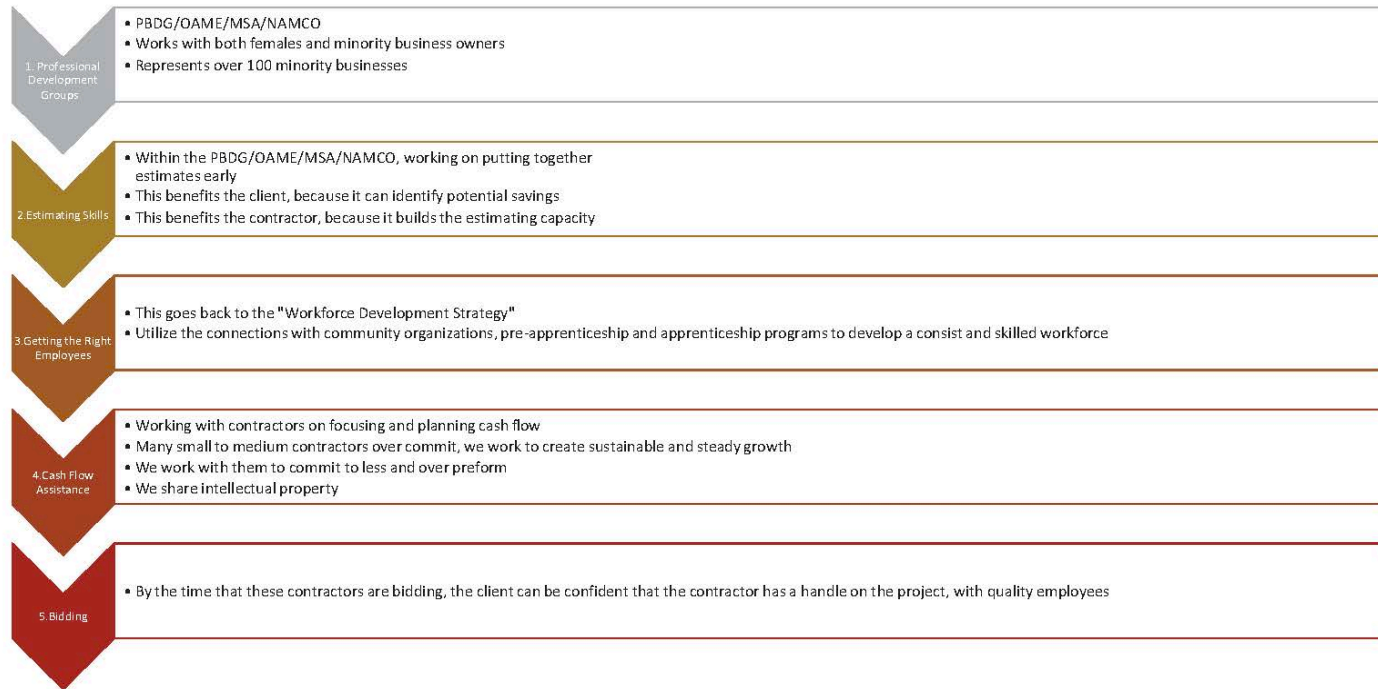 1. Professional
Development
Groups
• PBDG/OAME/MSA/NAMCO
• Works with both females and minority business owners
• Represents over 100 minority businesses
2.Estimating Skills
• Within the PBDG/OAME/MSA/NAMCO, working on putting together
estimates early
• This benefits the client, because it can identify potential savings
• This benefits the contractor, because it builds the estimating capacity
3.Getting the Right
Employees
• This goes back to the "Workforce Development Strategy"
• Utilize the connections with community organizations, pre-apprenticeship and apprenticeship programs to develop a consist and skilled workforce
4.Cash Flow
Assistance
• Working with contractors on focusing and planning cash flow
• Many small to medium contractors over commit, we work to create sustainable and steady growth
• We work with them to commit to less and over preform
• We share intellectual property
5.Bidding
• By the time that these contractors are bidding, the client can be confident that the contractor has a handle on the project, with quality employees